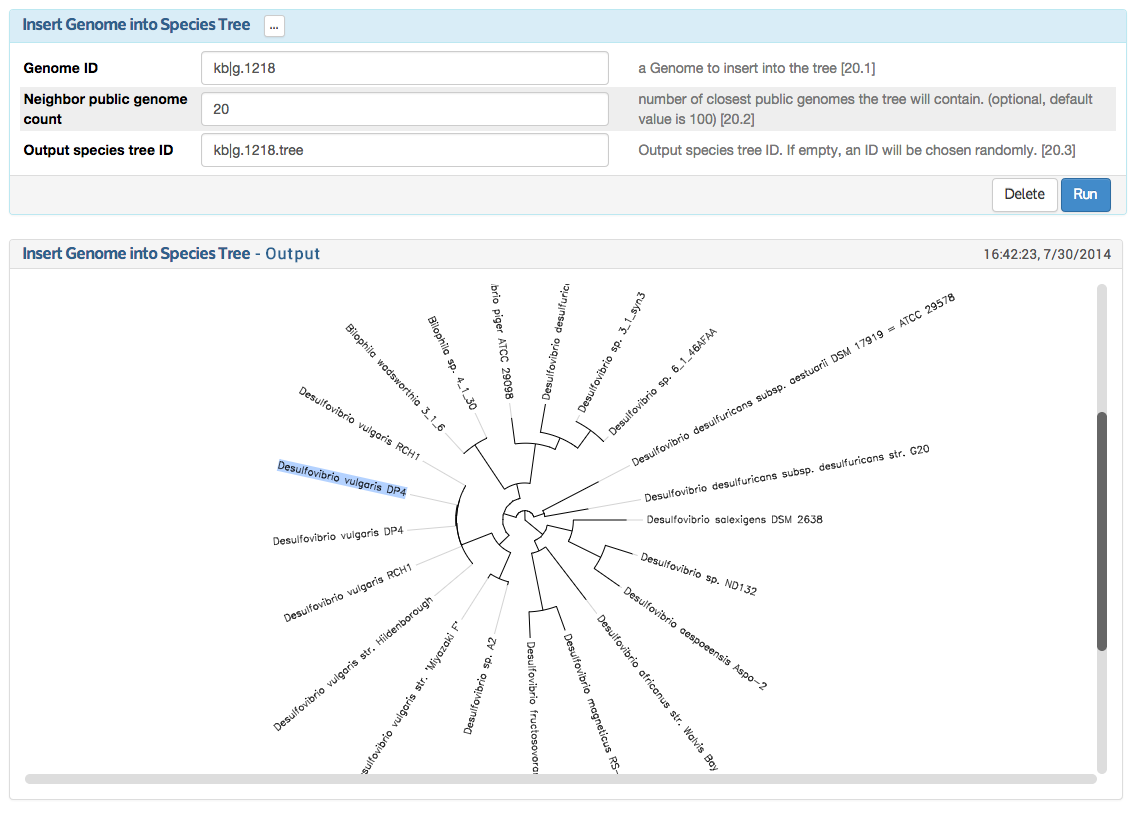 Insert Genome into Species Tree ...
Genome ID kb|g.1218 a Genome to insert into the tree [20.1]
Neighbor public genome count 20 number of closest public genomes the tree will contain. (optional, default value is 100) [20.2]
Output species tree ID kb|g.1218.tree Output species tree ID. If empty, an ID will be chosen randomly. [20.3]
Delete Run
Insert Genome into Species Tree - Output 16:42:23, 7/30/2014
Desulfovibrio vulgaris DP4
Desulfovibrio vulgaris RCH1
Bilophila wadsworthia 3_1_6
Bilophila sp. 4_1_30
brio piger ATCC 29098
Desulfovibrio desulfuric
Desulfovibrio sp. 3_1_syn3
Desulfovibrio sp. 6_1_46AFAA
Desulfovibrio desulfuricans subsp. aestuarii DSM 17919 = ATCC 29578
Desulfovibrio desulfuricans subsp. desulfuricans str. G20
Desulfovibrio salexigens DSM 2638
Desulfovibrio sp. ND132
Desulfovibrio aespoeensis Aspo-2
Desulfovibrio africanus str. Walvis Bay
Desulfovibrio magneticus RS-
Desulfovibrio fructosovora
Desulfovibrio sp. A2
sulfovibrio vulgaris str. 'Miyazaki F'
Desulfovibrio vulgaris str. Hildenborough
Desulfovibrio vulgaris RCH1
Desulfovibrio vulgaris DP4